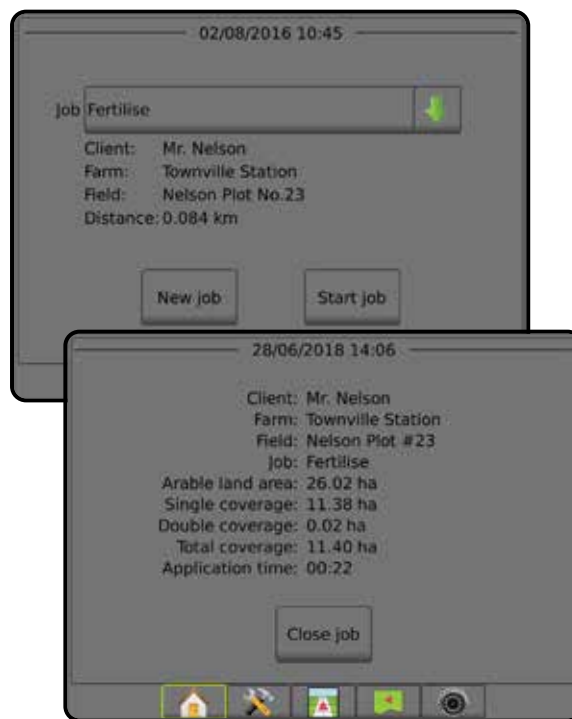 02/08/2016 10:45
Job Fertilise
Client: Mr. Nelson
Farm: Townville Station
Field: Nelson Plot No.23
Distance: 0.084 km
New job Start job
28/06/2018 14:06
Client: Mr. Nelson
Farm: Townville Station
Field: Nelson Plot #23
Job: Fertilise
Arable land area: 26.02 ha
Single coverage: 11.38 ha
Double coverage: 0.02 ha
Total coverage: 11.40 ha
Application time: 00:22
Close job